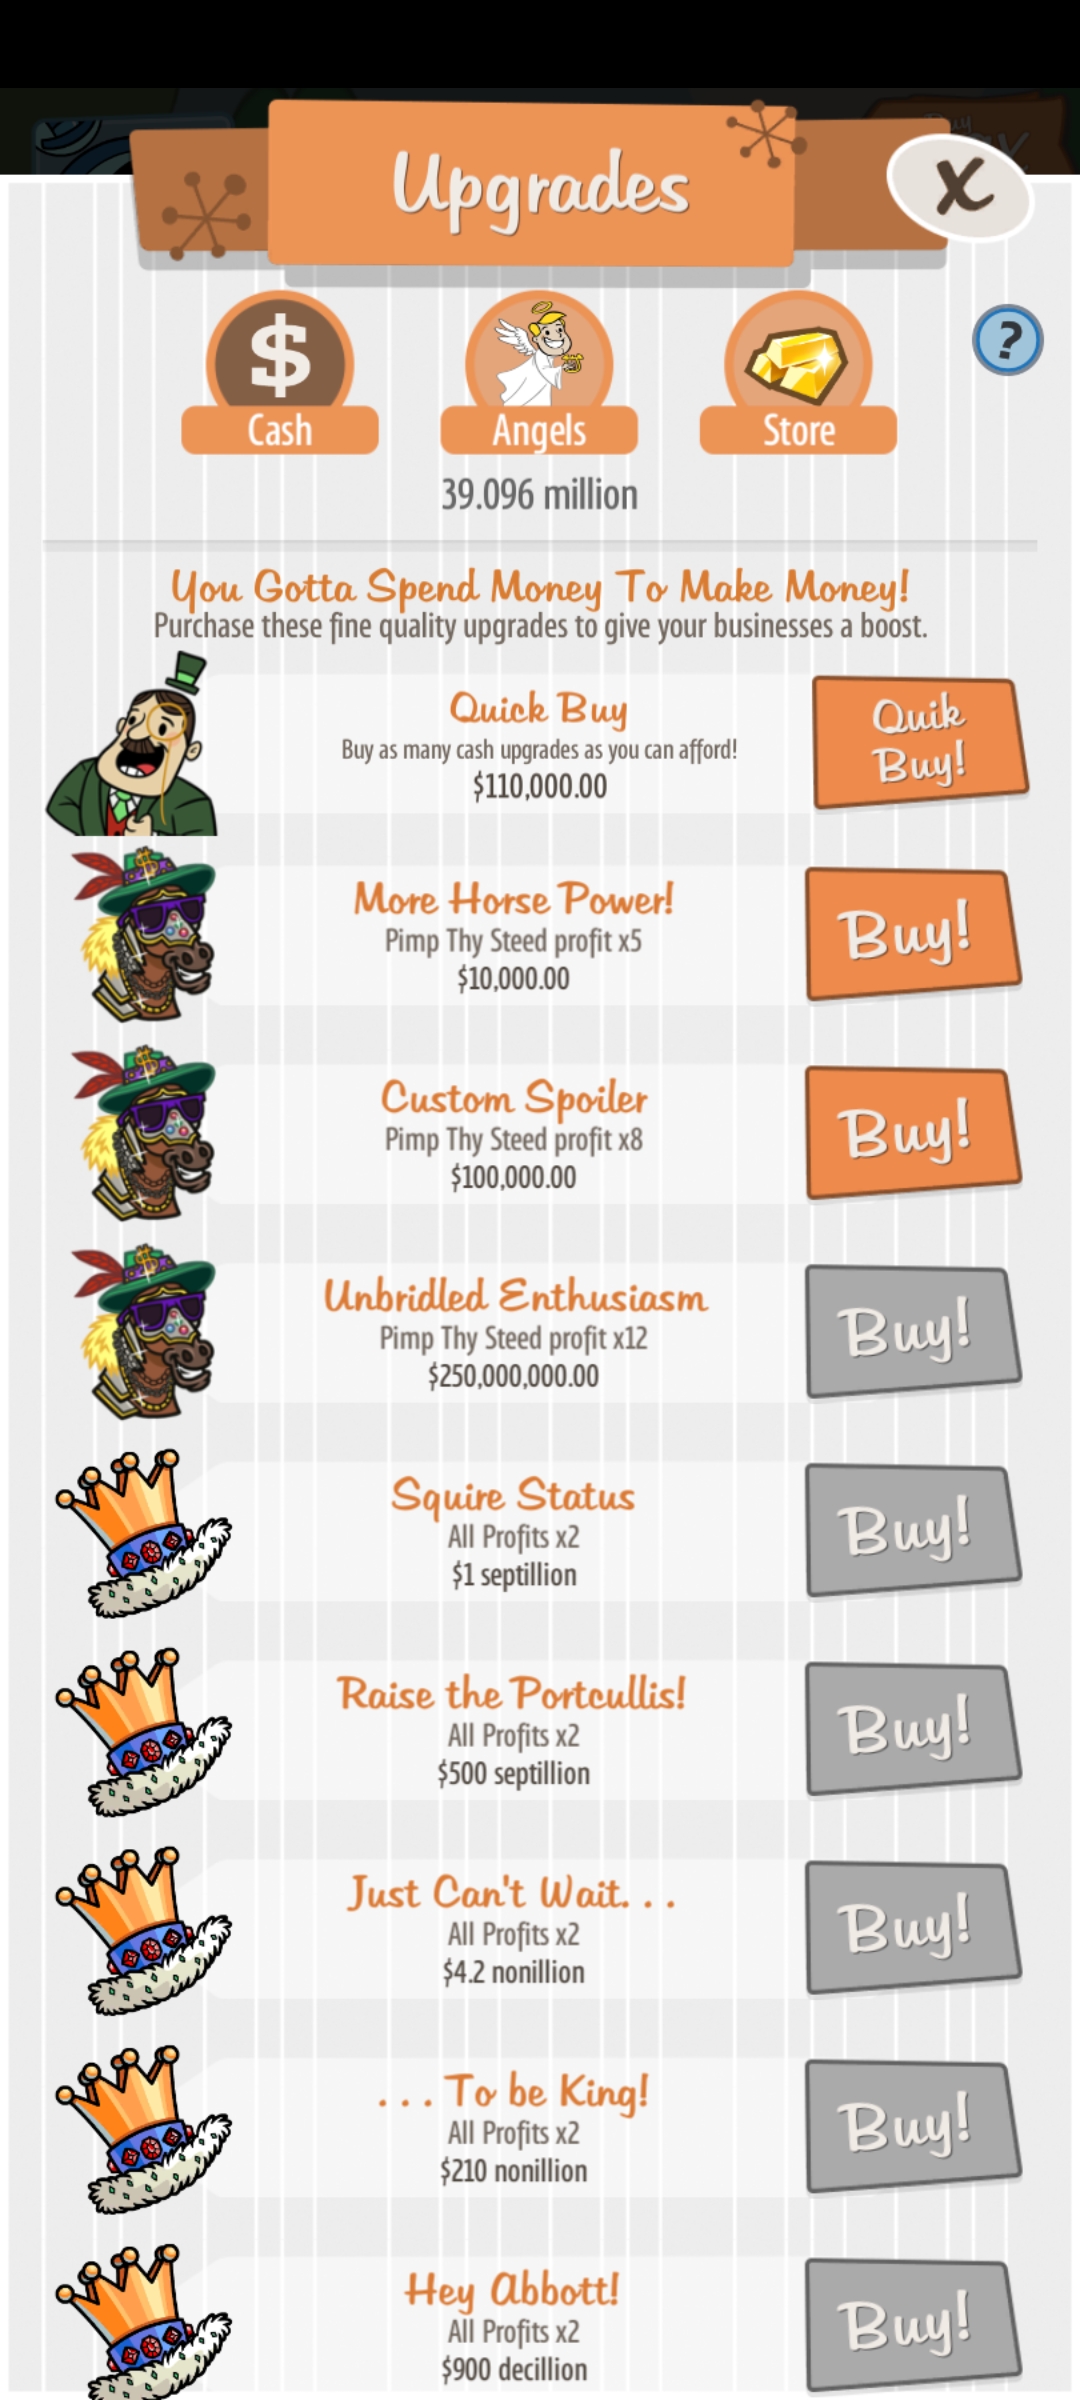 Upgrades
X
?
$
Cash
Angels
Store
39.096 million
You Gotta Spend Money To Make Money!
Purchase these fine quality upgrades to give your businesses a boost.
Quick Buy
Buy as many cash upgrades as you can afford!
$110,000.00
Quik
Buy!
More Horse Power!
Pimp Thy Steed profit x5
$10,000.00
Buy!
Custom Spoiler
Pimp Thy Steed profit x8
$100,000.00
Buy!
Unbridled Enthusiasm
Pimp Thy Steed profit x12
$250,000,000.00
Buy!
Squire Status
All Profits x2
$1 septillion
Buy!
Raise the Portcullis!
All Profits x2
$500 septillion
Buy!
Just Can't Wait. . .
All Profits x2
$4.2 nonillion
Buy!
. . . To be King!
All Profits x2
$210 nonillion
Buy!
Hey Abbott!
All Profits x2
$900 decillion
Buy!